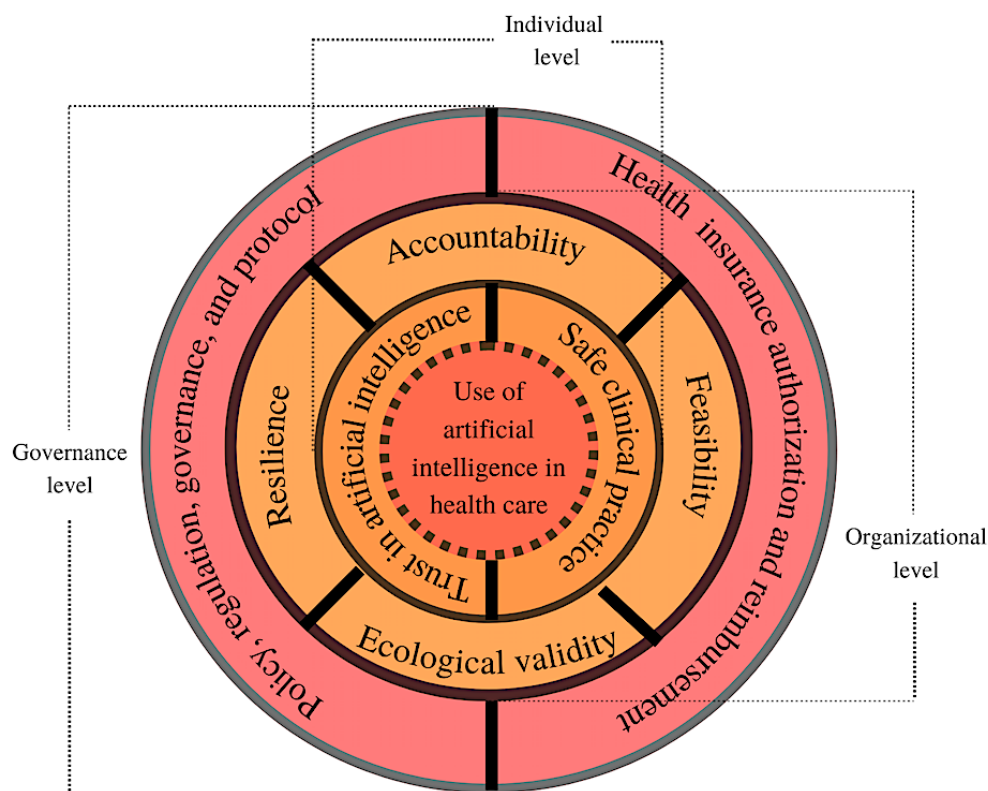 Individual
level
Governance
level
Organizational
level
Policy, regulation, governance, and protocol
Health insurance authorization and reimbursement
Accountability
Resilience
Feasibility
Ecological validity
Trust in artificial intelligence
Safe clinical practice
Use of
artificial
intelligence in
health care